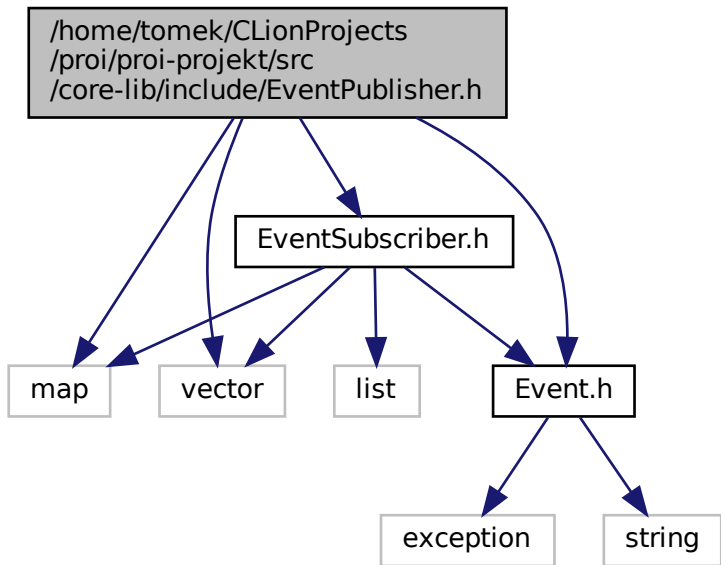 /home/tomek/CLionProjects
/proi/proi-projekt/src
/core-lib/include/EventPublisher.h
EventSubscriber.h
map
vector
list
Event.h
exception
string